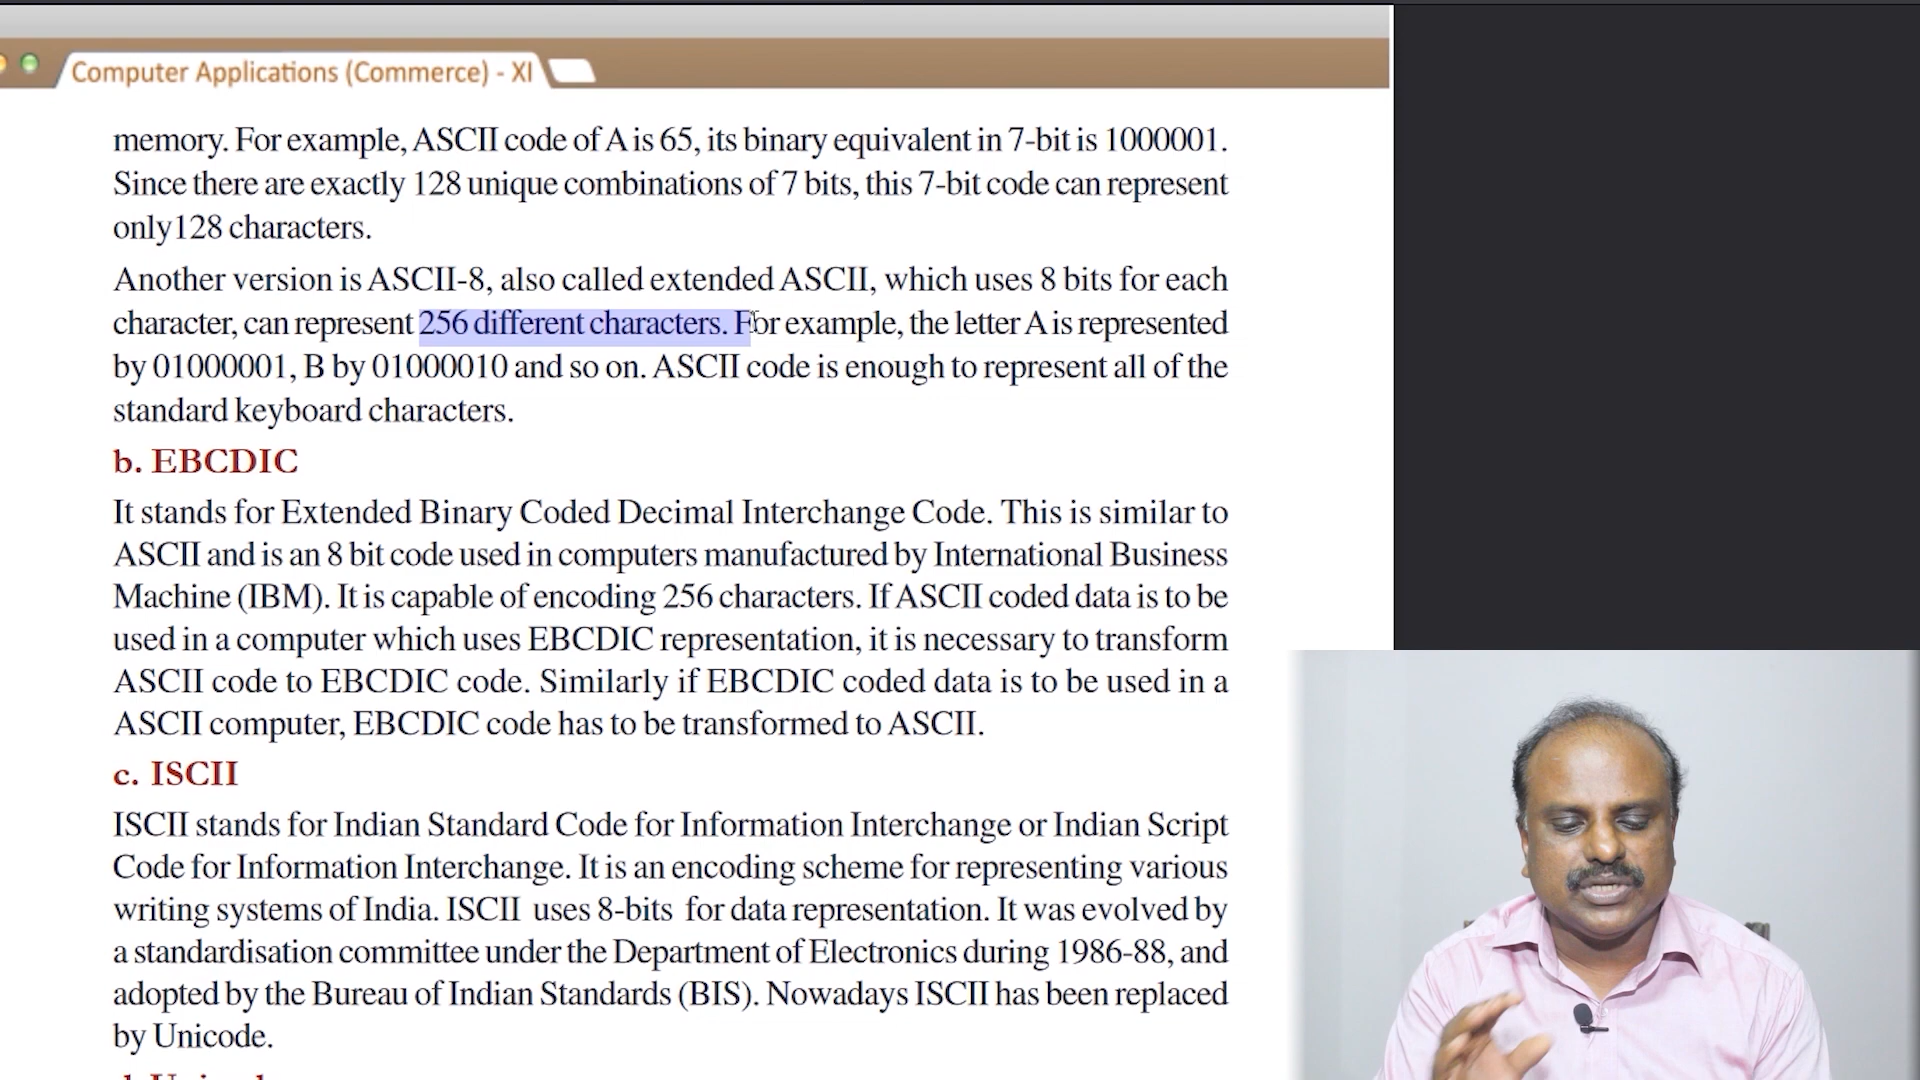 Computer Applications (Commerce) - XI
memory. For example, ASCII code of A is 65, its binary equivalent in 7-bit is 1000001.
Since there are exactly 128 unique combinations of 7 bits, this 7-bit code can represent
only128 characters.
Another version is ASCII-8, also called extended ASCII, which uses 8 bits for each
character, can represent 256 different characters. For example, the letter A is represented
by 01000001, B by 01000010 and so on. ASCII code is enough to represent all of the
standard keyboard characters.
b. EBCDIC
It stands for Extended Binary Coded Decimal Interchange Code. This is similar to
ASCII and is an 8 bit code used in computers manufactured by International Business
Machine (IBM). It is capable of encoding 256 characters. If ASCII coded data is to be
used in a computer which uses EBCDIC representation, it is necessary to transform
ASCII code to EBCDIC code. Similarly if EBCDIC coded data is to be used in a
ASCII computer, EBCDIC code has to be transformed to ASCII.
c. ISCII
ISCII stands for Indian Standard Code for Information Interchange or Indian Script
Code for Information Interchange. It is an encoding scheme for representing various
writing systems of India. ISCII uses 8-bits for data representation. It was evolved by
a standardisation committee under the Department of Electronics during 1986-88, and
adopted by the Bureau of Indian Standards (BIS). Nowadays ISCII has been replaced
by Unicode.